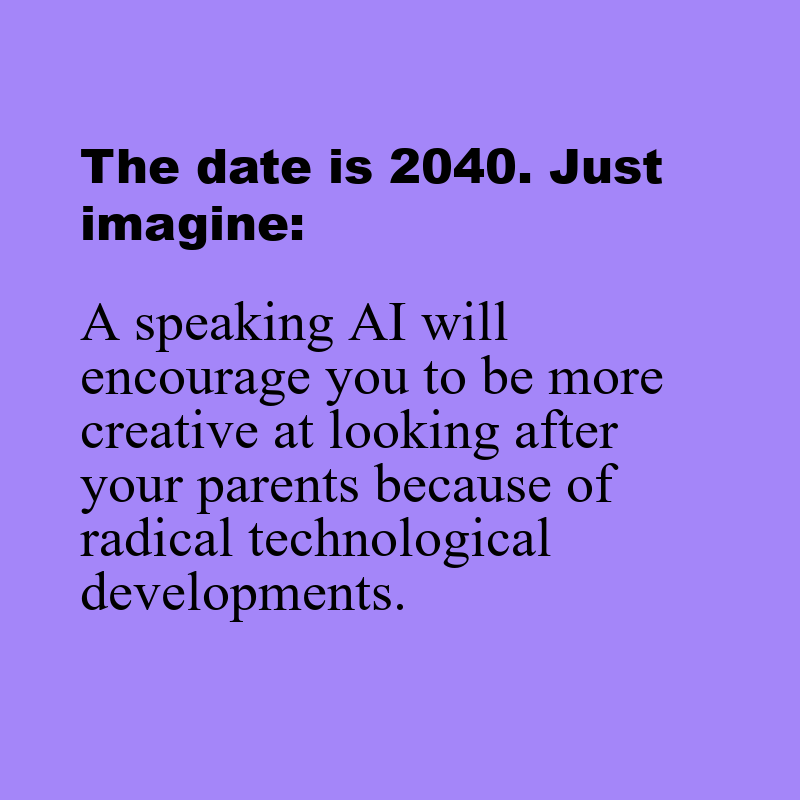 The date is 2040. Just
imagine:
A speaking AI will
encourage you to be more
creative at looking after
your parents because of
radical technological
developments.